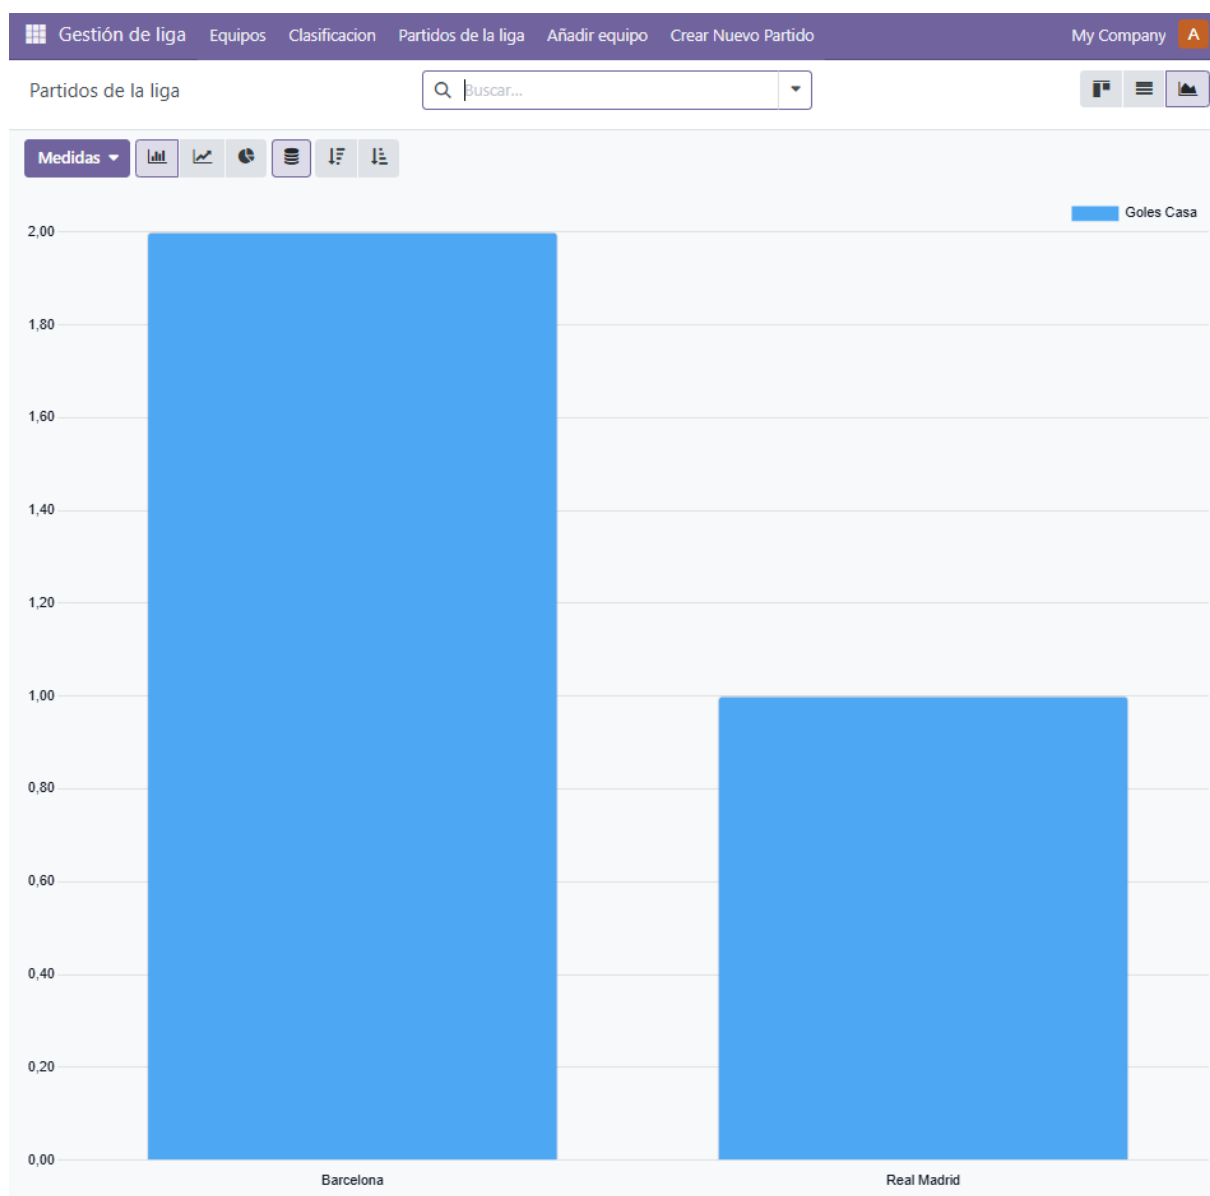 Gestión de liga Equipos Clasificacion Partidos de la liga Añadir equipo Crear Nuevo Partido My Company A
Partidos de la liga Buscar...
Medidas
Goles Casa
2,00
1,80
1,60
1,40
1,20
1,00
0,80
0,60
0,40
0,20
0,00
Barcelona Real Madrid